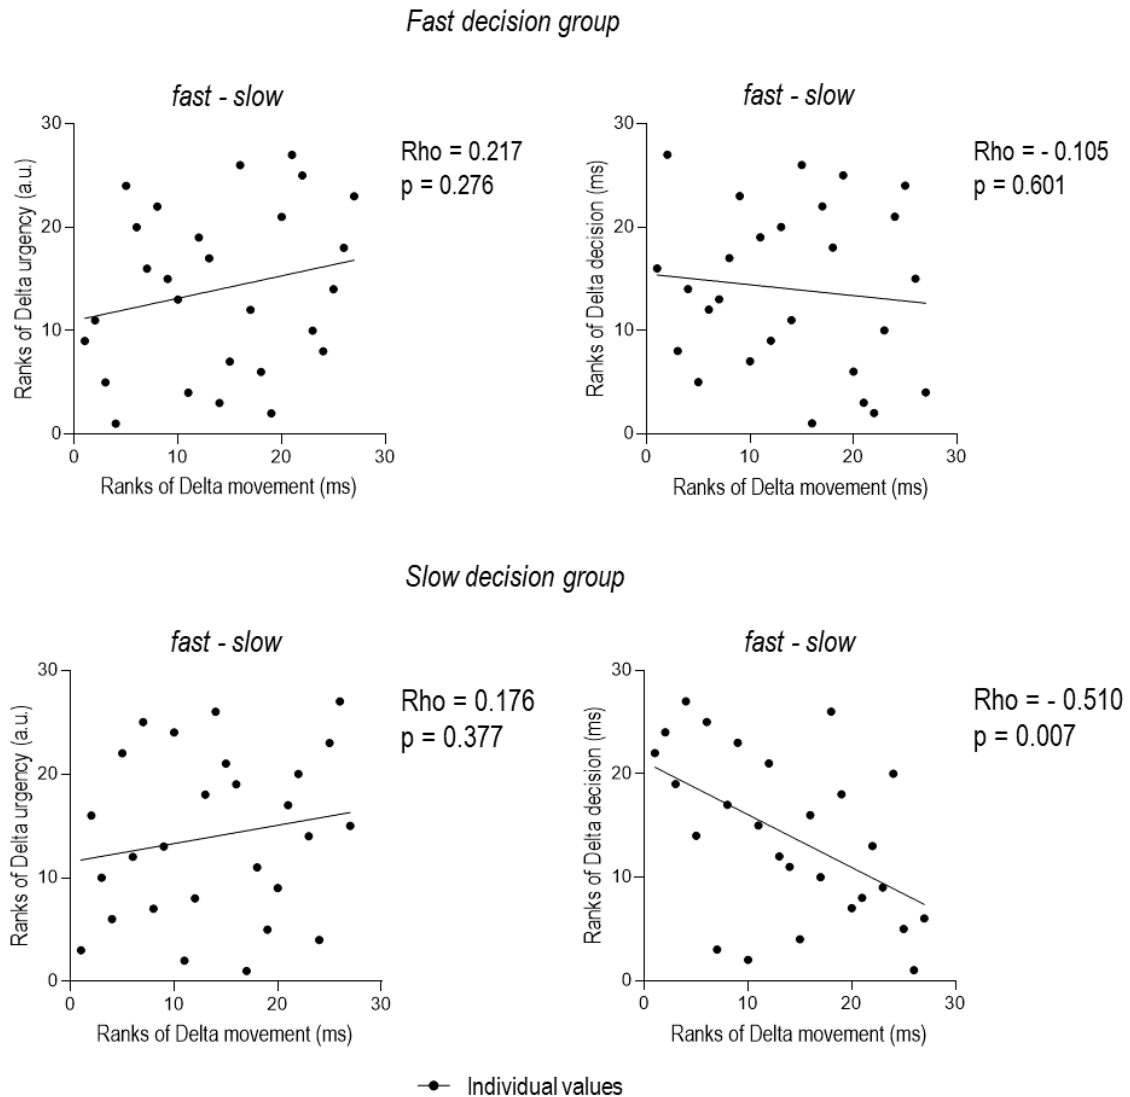 Fast decision group
fast - slow
30
20
10
0
0 10 20 30
Ranks of Delta urgency (a.u.)
Ranks of Delta movement (ms)
Rho = 0.217
p = 0.276
fast - slow
30
20
10
0
0 10 20 30
Ranks of Delta decision (ms)
Ranks of Delta movement (ms)
Rho = - 0.105
p = 0.601
Slow decision group
fast - slow
30
20
10
0
0 10 20 30
Ranks of Delta urgency (a.u.)
Ranks of Delta movement (ms)
Rho = 0.176
p = 0.377
fast - slow
30
20
10
0
0 10 20 30
Ranks of Delta decision (ms)
Ranks of Delta movement (ms)
Rho = - 0.510
p = 0.007
Individual values